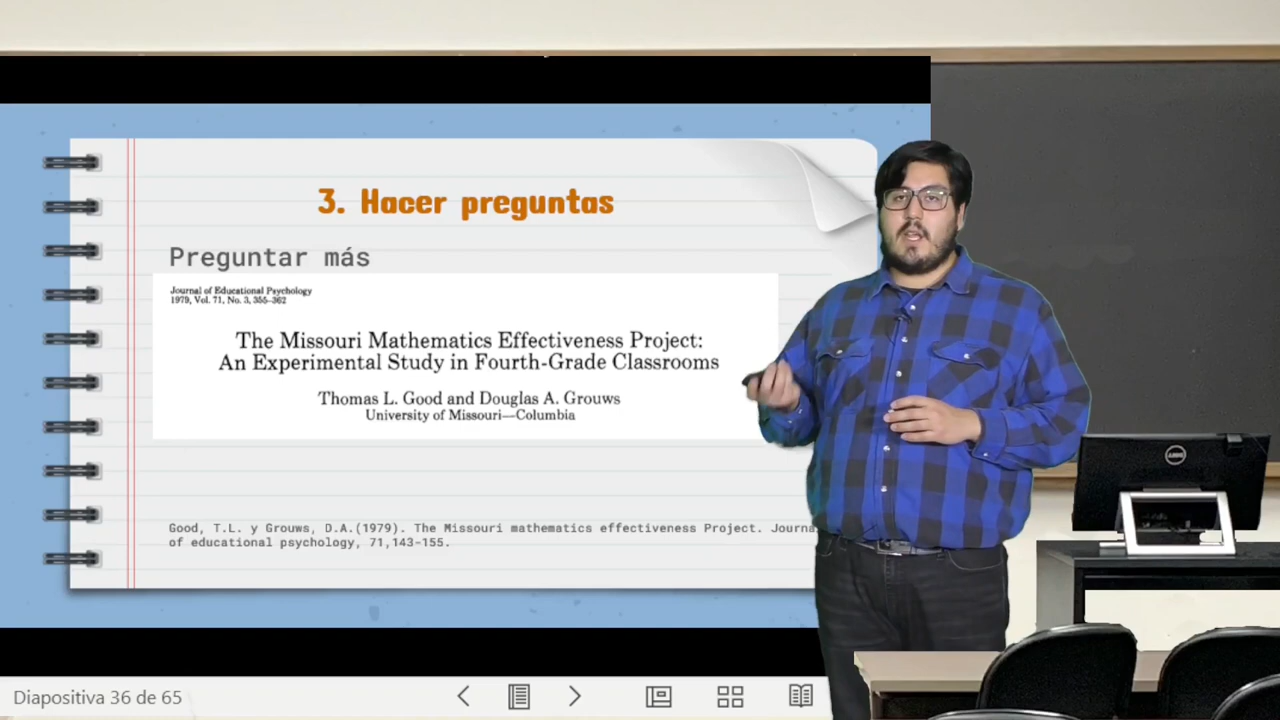 3. Hacer preguntas
Preguntar más
Journal of Educational Psychology
1979, Vol. 71, No. 3, 355-362
The Missouri Mathematics Effectiveness Project:
An Experimental Study in Fourth-Grade Classrooms
Thomas L. Good and Douglas A. Grouws
University of Missouri—Columbia
Good, T.L. y Grouws, D.A.(1979). The Missouri mathematics effectiveness Project. Journa
of educational psychology, 71,143-155.
DELL
Diapositiva 36 de 65